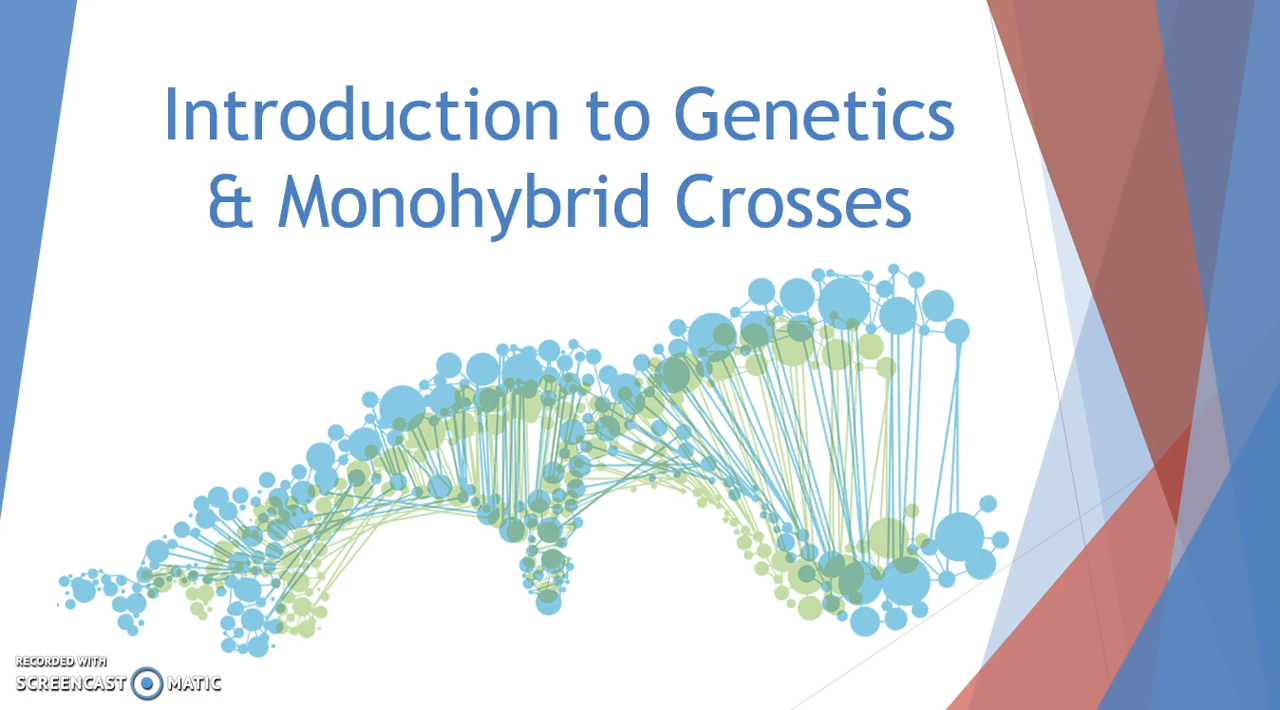 Introduction to Genetics
& Monohybrid Crosses
RECORDED WITH
SCREENCAST MATIC